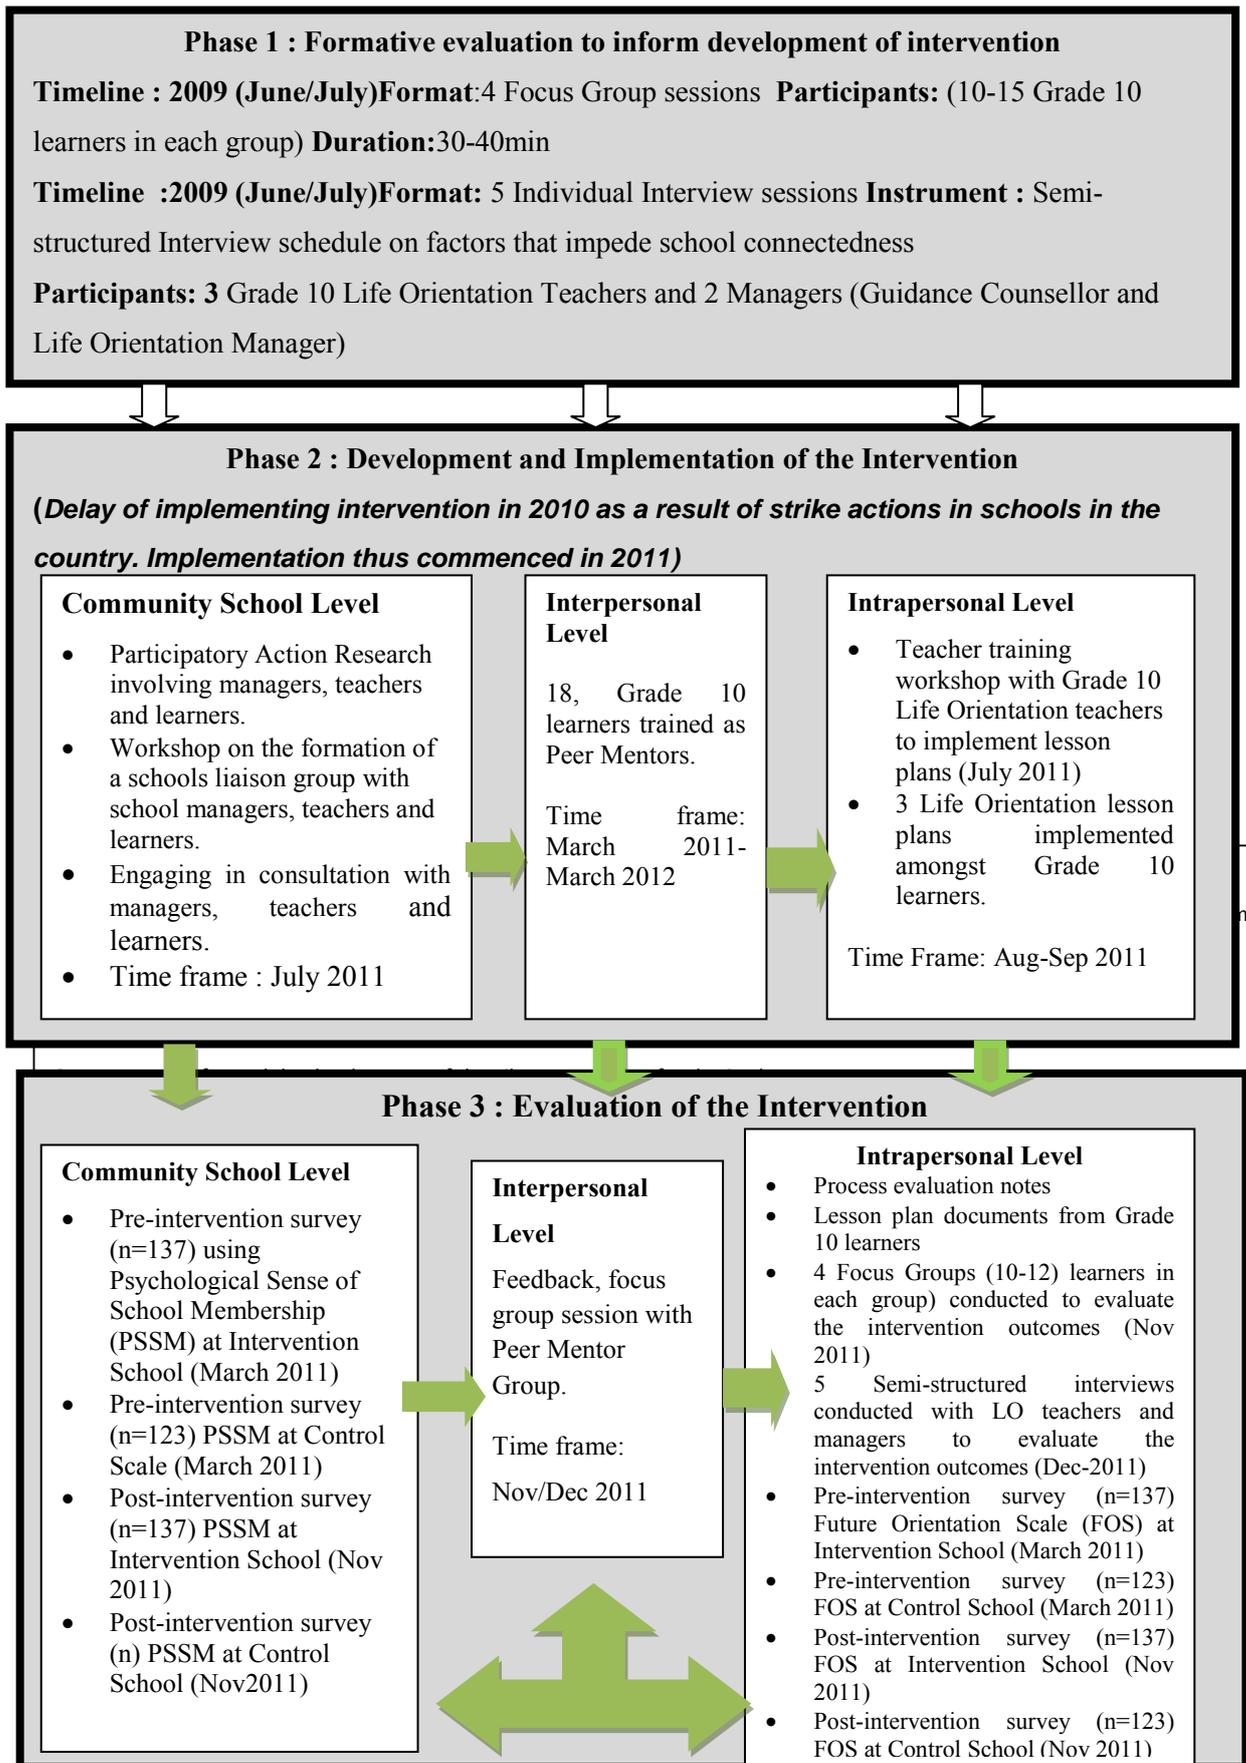 Phase 1 : Formative evaluation to inform development of intervention
Timeline : 2009 (June/July)Format:4 Focus Group sessions Participants: (10-15 Grade 10
learners in each group) Duration:30-40min
Timeline :2009 (June/July)Format: 5 Individual Interview sessions Instrument : Semi-
structured Interview schedule on factors that impede school connectedness
Participants: 3 Grade 10 Life Orientation Teachers and 2 Managers (Guidance Counsellor and
Life Orientation Manager)
Phase 2 : Development and Implementation of the Intervention
(Delay of implementing intervention in 2010 as a result of strike actions in schools in the
country. Implementation thus commenced in 2011)
Community School Level
• Participatory Action Research
involving managers, teachers
and learners.
• Workshop on the formation of
a schools liaison group with
school managers, teachers and
learners.
• Engaging in consultation with
managers, teachers and
learners.
• Time frame : July 2011
Interpersonal
Level
18, Grade 10
learners trained as
Peer Mentors.
Time frame:
March 2011-
March 2012
Intrapersonal Level
• Teacher training
workshop with Grade 10
Life Orientation teachers
to implement lesson
plans (July 2011)
• 3 Life Orientation lesson
plans implemented
amongst Grade 10
learners.
Time Frame: Aug-Sep 2011
Phase 3 : Evaluation of the Intervention
Community School Level
• Pre-intervention survey
(n=137) using
Psychological Sense of
School Membership
(PSSM) at Intervention
School (March 2011)
• Pre-intervention survey
(n=123) PSSM at Control
Scale (March 2011)
• Post-intervention survey
(n=137) PSSM at
Intervention School (Nov
2011)
• Post-intervention survey
(n) PSSM at Control
School (Nov2011)
Interpersonal
Level
Feedback, focus
group session with
Peer Mentor
Group.
Time frame:
Nov/Dec 2011
Intrapersonal Level
• Process evaluation notes
• Lesson plan documents from Grade
10 learners
• 4 Focus Groups (10-12) learners in
each group) conducted to evaluate
the intervention outcomes (Nov
2011)
• 5 Semi-structured interviews
conducted with LO teachers and
managers to evaluate the
intervention outcomes (Dec-2011)
• Pre-intervention survey (n=137)
Future Orientation Scale (FOS) at
Intervention School (March 2011)
• Pre-intervention survey (n=123)
FOS at Control School (March 2011)
• Post-intervention survey (n=137)
FOS at Intervention School (Nov
2011)
• Post-intervention survey (n=123)
FOS at Control School (Nov 2011)